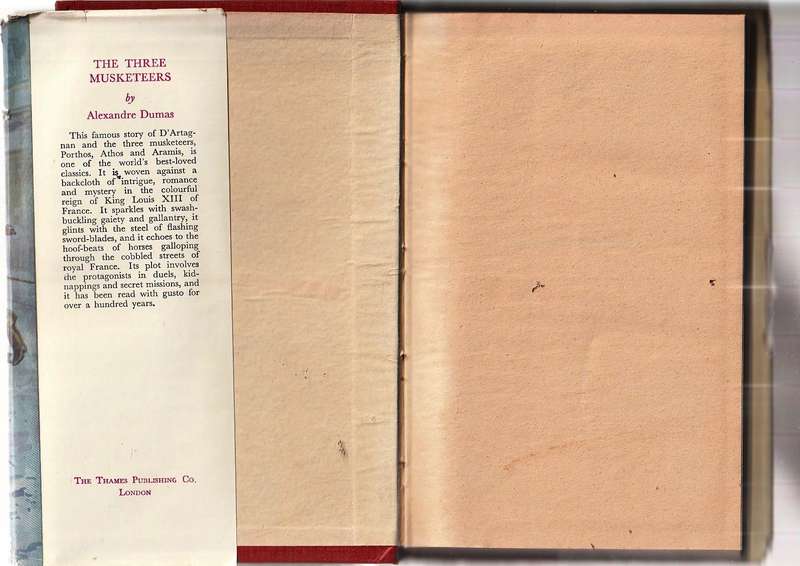 THE THREE
MUSKETEERS
by
Alexandre Dumas
This famous story of D'Artag-
nan and the three musketeers,
Porthos, Athos and Aramis, is
one of the world's best-loved
classics. It is woven against a
backcloth of intrigue, romance
and mystery in the colourful
reign of King Louis XIII of
France. It sparkles with swash-
buckling gaiety and gallantry, it
glints with the steel of flashing
sword-blades, and it echoes to the
hoof-beats of horses galloping
through the cobbled streets of
royal France. Its plot involves
the protagonists in duels, kid-
nappings and secret missions, and
it has been read with gusto for
over a hundred years.
THE THAMES PUBLISHING CO.
LONDON